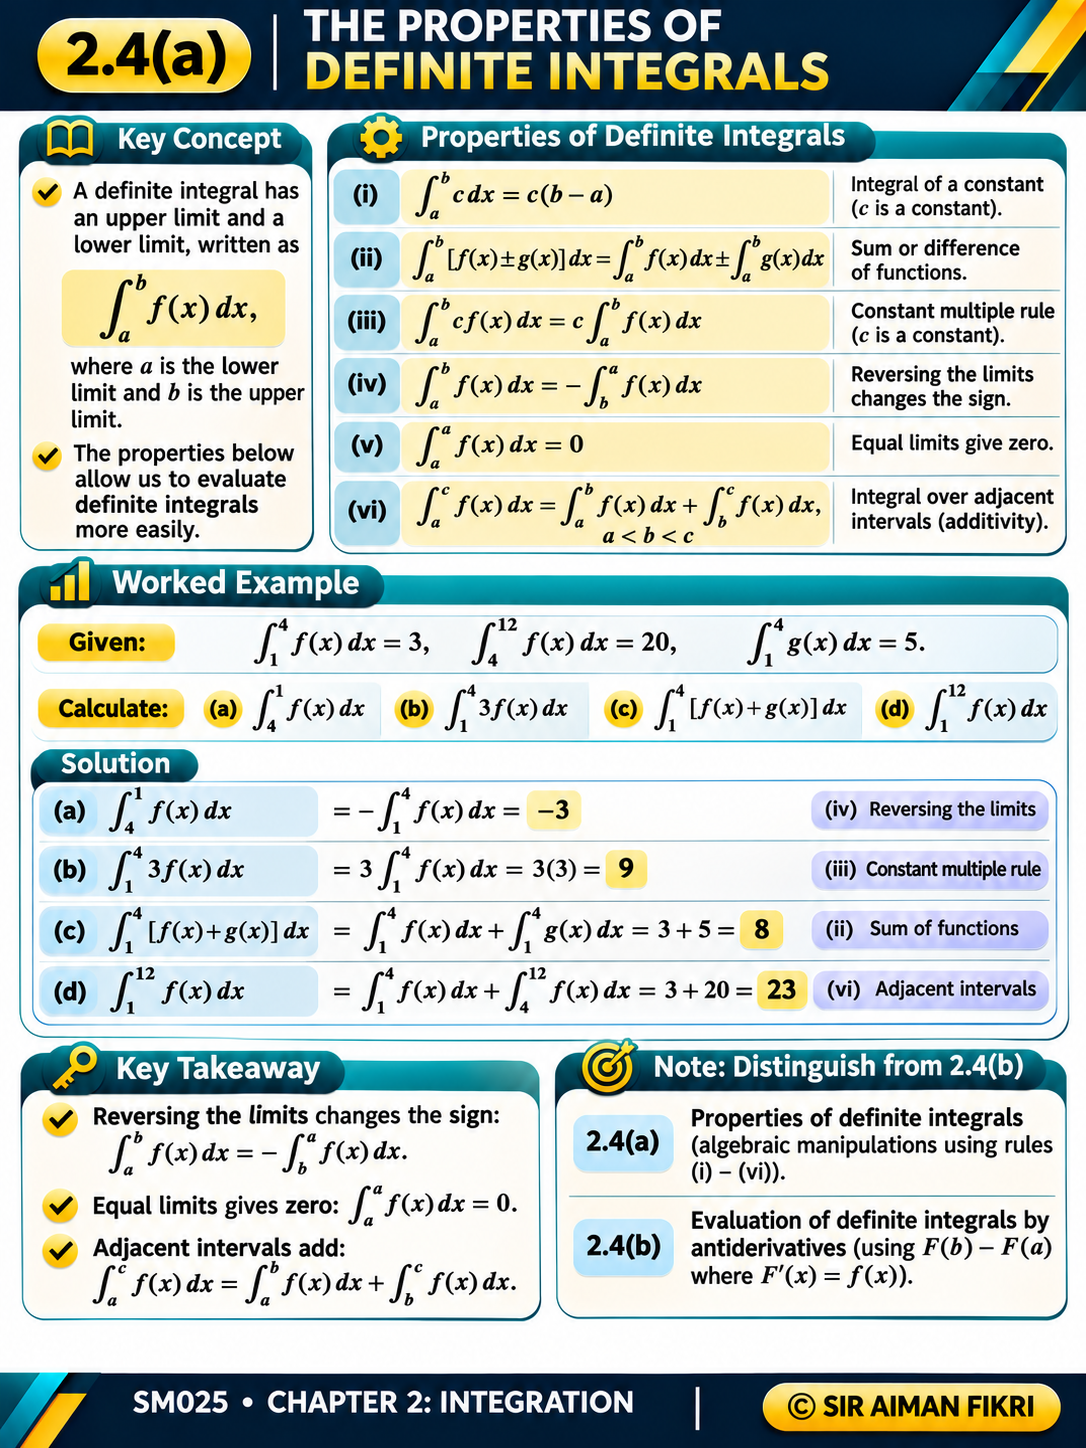 2.4(a)
THE PROPERTIES OF
DEFINITE INTEGRALS
Key Concept
A definite integral has
an upper limit and a
lower limit, written as
∫_a^b f(x) dx,
where a is the lower
limit and b is the upper
limit.
The properties below
allow us to evaluate
definite integrals
more easily.
Properties of Definite Integrals
(i) ∫_a^b c dx = c(b − a)
Integral of a constant
(c is a constant).
(ii) ∫_a^b [f(x) ± g(x)] dx = ∫_a^b f(x) dx ± ∫_a^b g(x) dx
Sum or difference
of functions.
(iii) ∫_a^b cf(x) dx = c ∫_a^b f(x) dx
Constant multiple rule
(c is a constant).
(iv) ∫_a^b f(x) dx = − ∫_b^a f(x) dx
Reversing the limits
changes the sign.
(v) ∫_a^a f(x) dx = 0
Equal limits give zero.
(vi) ∫_a^c f(x) dx = ∫_a^b f(x) dx + ∫_b^c f(x) dx,
a < b < c
Integral over adjacent
intervals (additivity).
Worked Example
Given: ∫_1^4 f(x) dx = 3, ∫_4^12 f(x) dx = 20, ∫_1^4 g(x) dx = 5.
Calculate: (a) ∫_4^1 f(x) dx (b) ∫_1^4 3f(x) dx (c) ∫_1^4 [f(x) + g(x)] dx (d) ∫_1^12 f(x) dx
Solution
(a) ∫_4^1 f(x) dx = − ∫_1^4 f(x) dx = −3 (iv) Reversing the limits
(b) ∫_1^4 3f(x) dx = 3 ∫_1^4 f(x) dx = 3(3) = 9 (iii) Constant multiple rule
(c) ∫_1^4 [f(x) + g(x)] dx = ∫_1^4 f(x) dx + ∫_1^4 g(x) dx = 3 + 5 = 8 (ii) Sum of functions
(d) ∫_1^12 f(x) dx = ∫_1^4 f(x) dx + ∫_4^12 f(x) dx = 3 + 20 = 23 (vi) Adjacent intervals
Key Takeaway
Reversing the limits changes the sign:
∫_a^b f(x) dx = − ∫_b^a f(x) dx.
Equal limits gives zero: ∫_a^a f(x) dx = 0.
Adjacent intervals add:
∫_a^c f(x) dx = ∫_a^b f(x) dx + ∫_b^c f(x) dx.
Note: Distinguish from 2.4(b)
2.4(a)
Properties of definite integrals
(algebraic manipulations using rules
(i) – (vi)).
2.4(b)
Evaluation of definite integrals by
antiderivatives (using F(b) − F(a)
where F′(x) = f(x)).
SM025 • CHAPTER 2: INTEGRATION
© SIR AIMAN FIKRI